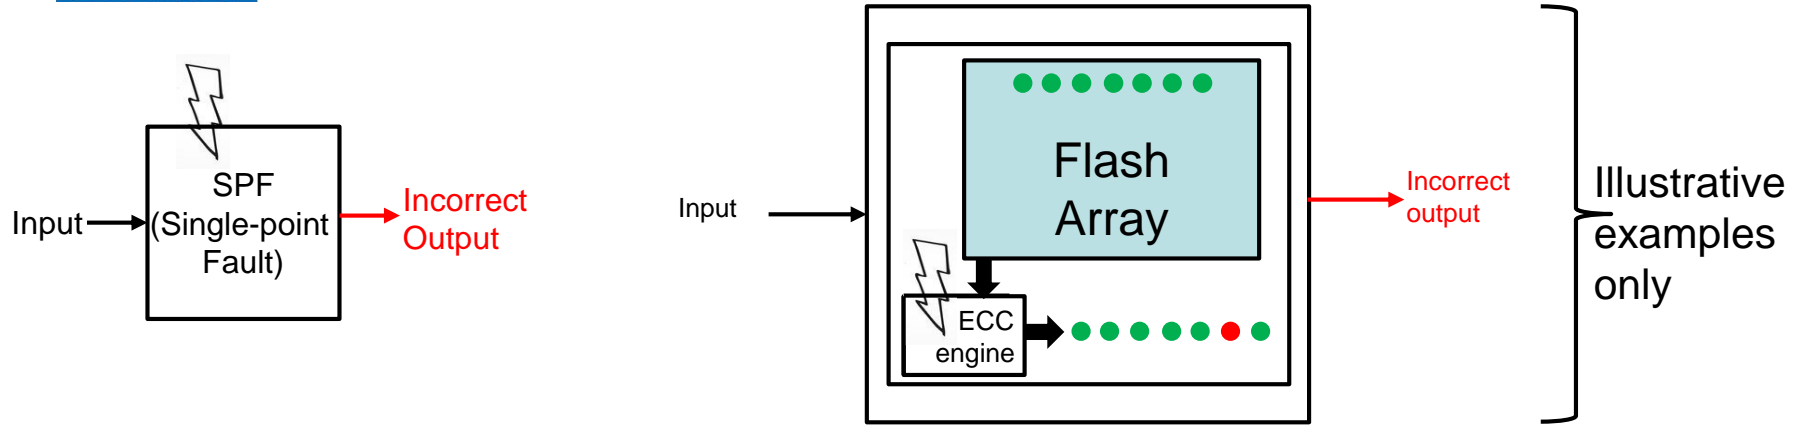 Input
SPF
(Single-point
Fault)
Incorrect
Output
Input
Flash
Array
ECC
engine
Incorrect
output
Illustrative
examples
only